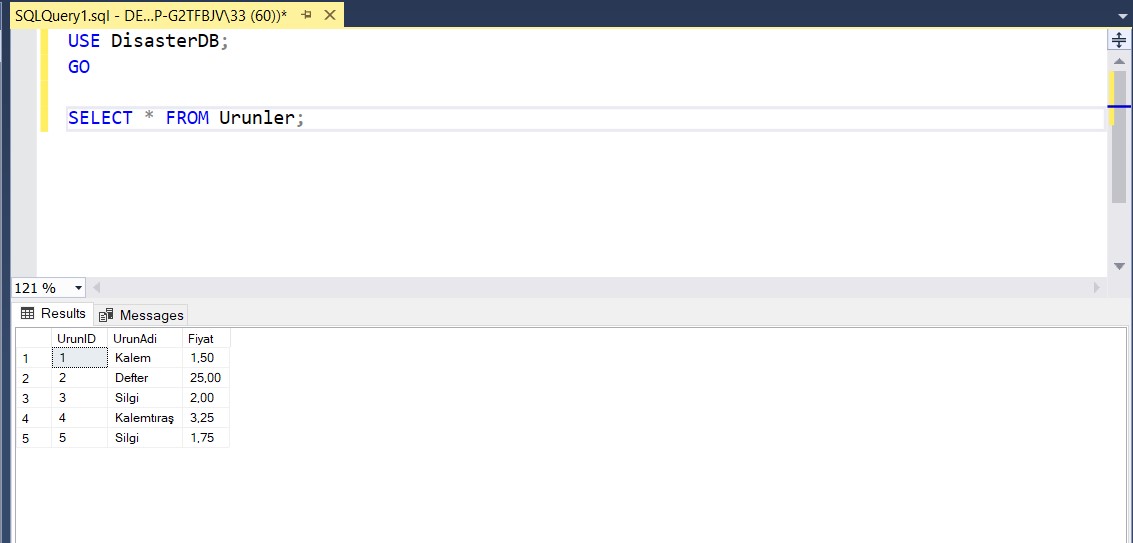 SQLQuery1.sql - DE...P-G2TFBJV\33 (60))*
USE DisasterDB;
GO
SELECT * FROM Urunler;
121 %
Results Messages
UrunID UrunAdi Fiyat
1 1 Kalem 1,50
2 2 Defter 25,00
3 3 Silgi 2,00
4 4 Kalemtıraş 3,25
5 5 Silgi 1,75